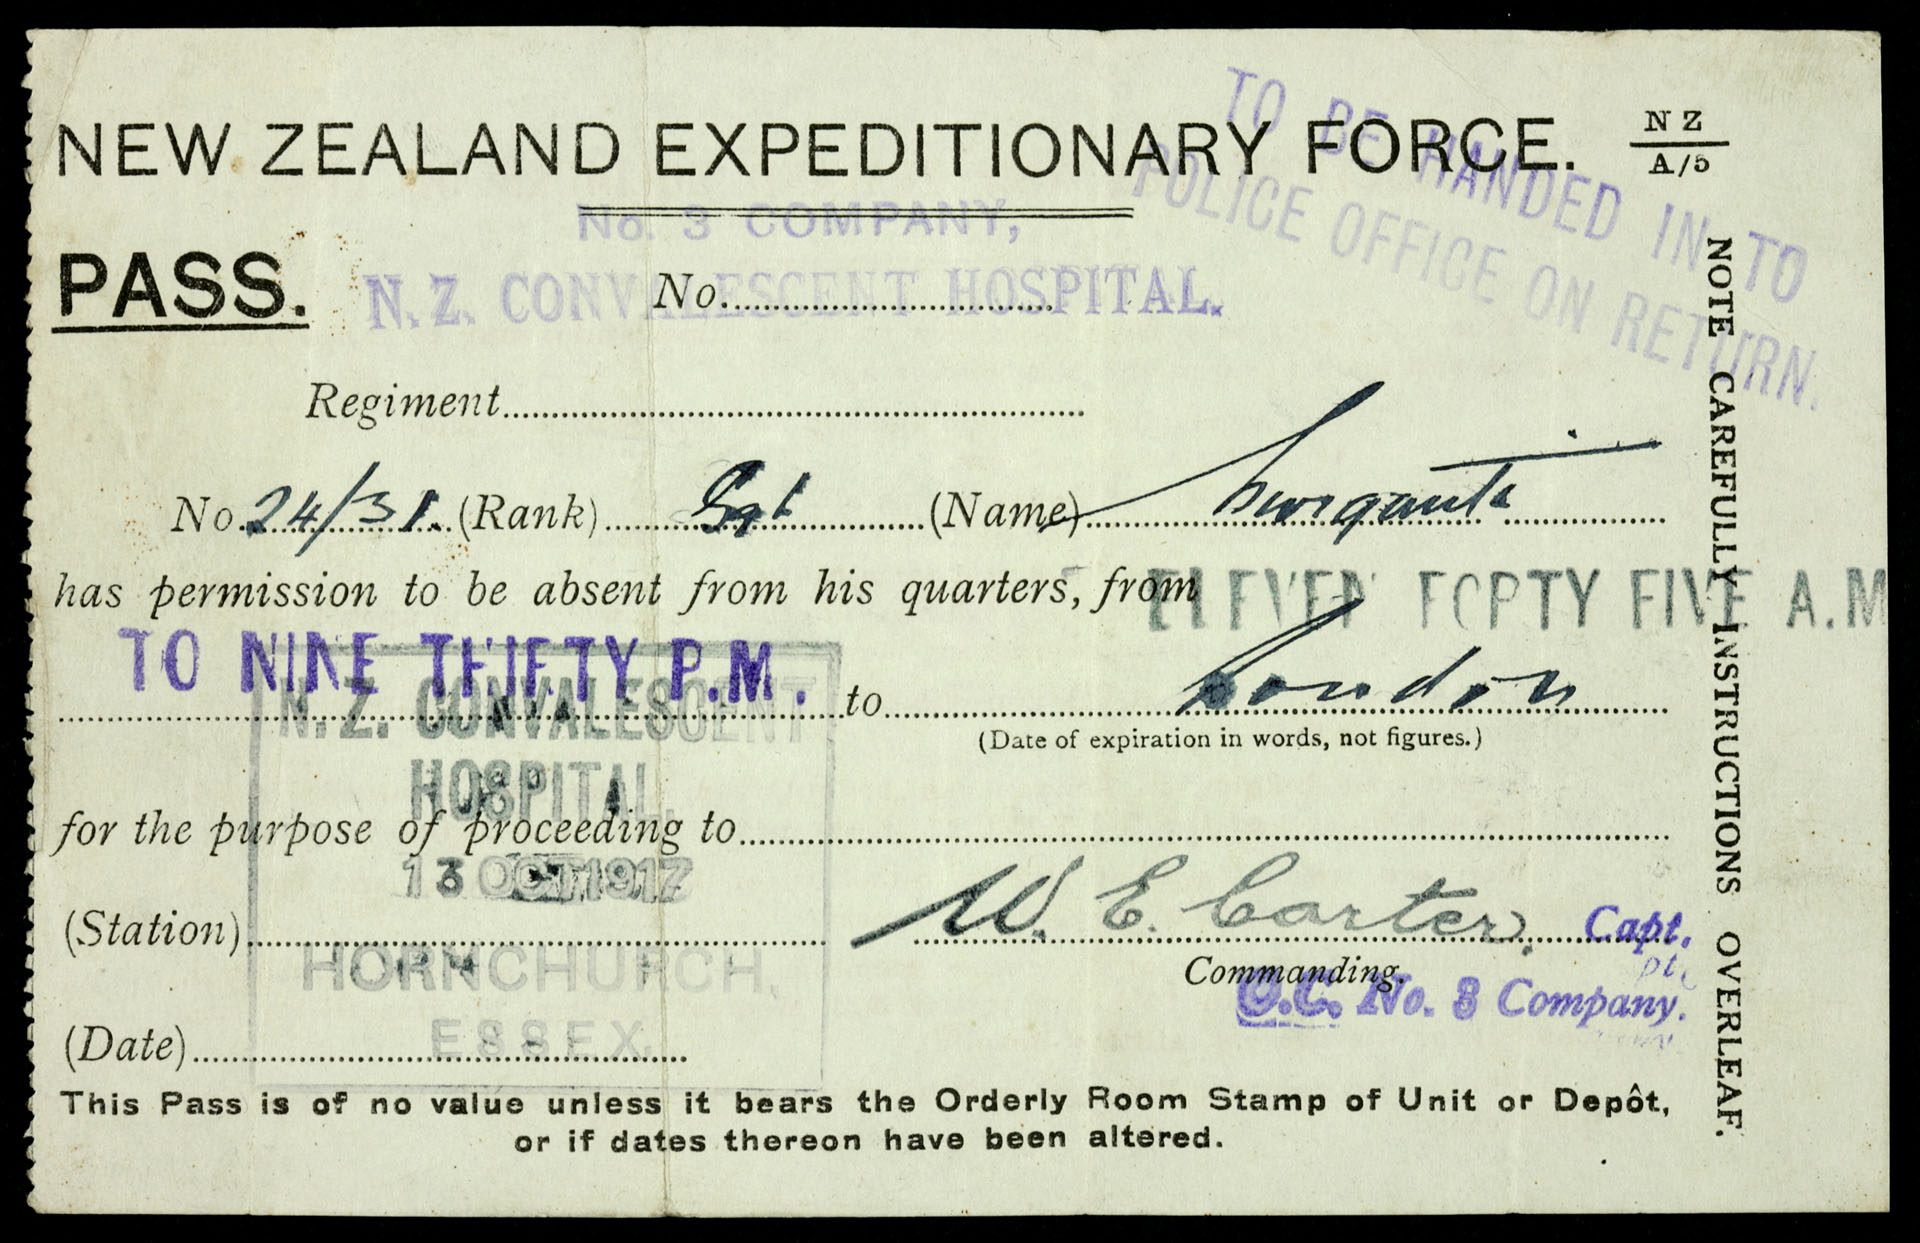 NEW ZEALAND EXPEDITIONARY FORCE.
NZ
A/5
TO BE HANDED IN TO
POLICE OFFICE ON RETURN.
No. 3 COMPANY,
PASS.
N.Z. CONVALESCENT HOSPITAL.
No.
Regiment
No. 24/31 (Rank) Sgt (Name)
has permission to be absent from his quarters, from ELEVEN FORTY FIVE A.M
TO NINE THIRTY P.M. to London
(Date of expiration in words, not figures.)
N.Z. CONVALESCENT
HOSPITAL,
for the purpose of proceeding to
13 OCT 1917
(Station) W. E. Carter. Capt.
HORNCHURCH,
Commanding.
O.C. No. 3 Company.
(Date)
ESSEX.
This Pass is of no value unless it bears the Orderly Room Stamp of Unit or Depôt,
or if dates thereon have been altered.
NOTE CAREFULLY INSTRUCTIONS OVERLEAF.